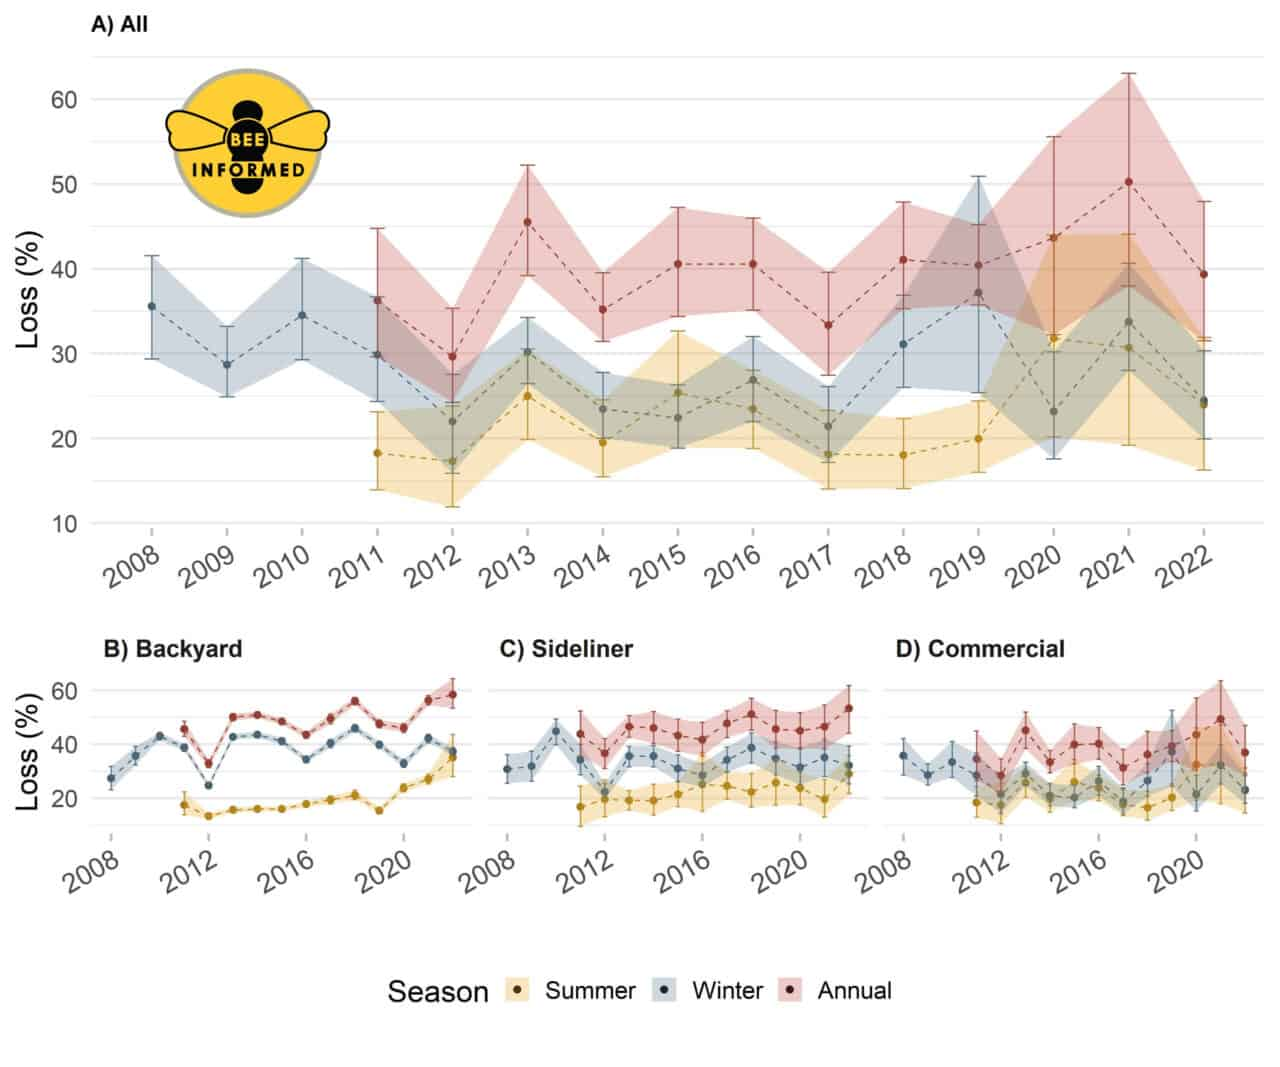 A) All
BEE
INFORMED
60
50
40
30
20
10
Loss (%)
2008 2009 2010 2011 2012 2013 2014 2015 2016 2017 2018 2019 2020 2021 2022
B) Backyard
C) Sideliner
D) Commercial
60
40
20
Loss (%)
2008 2012 2016 2020
2008 2012 2016 2020
2008 2012 2016 2020
Season Summer Winter Annual